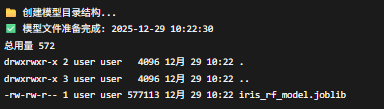 📁 创建模型目录结构...
✅ 模型文件准备完成: 2025-12-29 10:22:30
总用量 572
drwxrwxr-x 2 user user   4096 12月 29 10:22 .
drwxrwxr-x 3 user user   4096 12月 29 10:22 ..
-rw-rw-r-- 1 user user 577113 12月 29 10:22 iris_rf_model.joblib